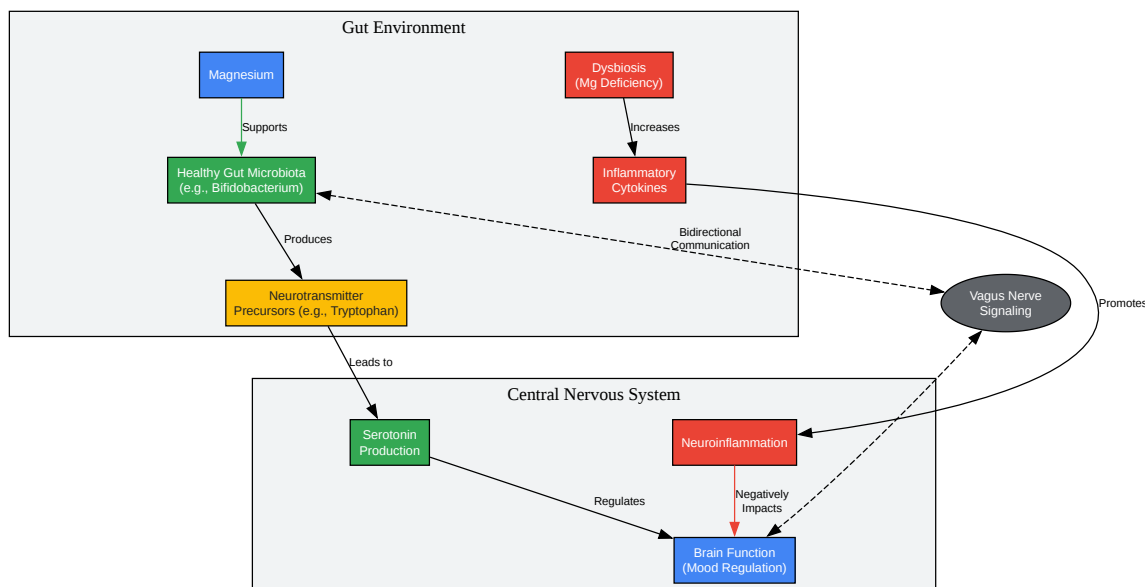 Gut Environment
Magnesium
Dysbiosis
(Mg Deficiency)
Supports
Increases
Healthy Gut Microbiota
(e.g., Bifidobacterium)
Inflammatory
Cytokines
Produces
Bidirectional
Communication
Neurotransmitter
Precursors (e.g., Tryptophan)
Vagus Nerve
Signaling
Promotes
Leads to
Central Nervous System
Serotonin
Production
Neuroinflammation
Regulates
Negatively
Impacts
Brain Function
(Mood Regulation)